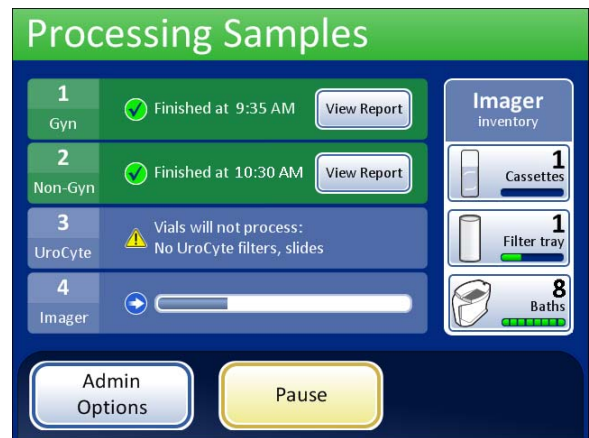 Processing Samples
1
Gyn
Finished at 9:35 AM
View Report
2
Non-Gyn
Finished at 10:30 AM
View Report
3
UroCyte
Vials will not process:
No UroCyte filters, slides
4
Imager
Imager
inventory
1
Cassettes
1
Filter tray
8
Baths
Admin
Options
Pause